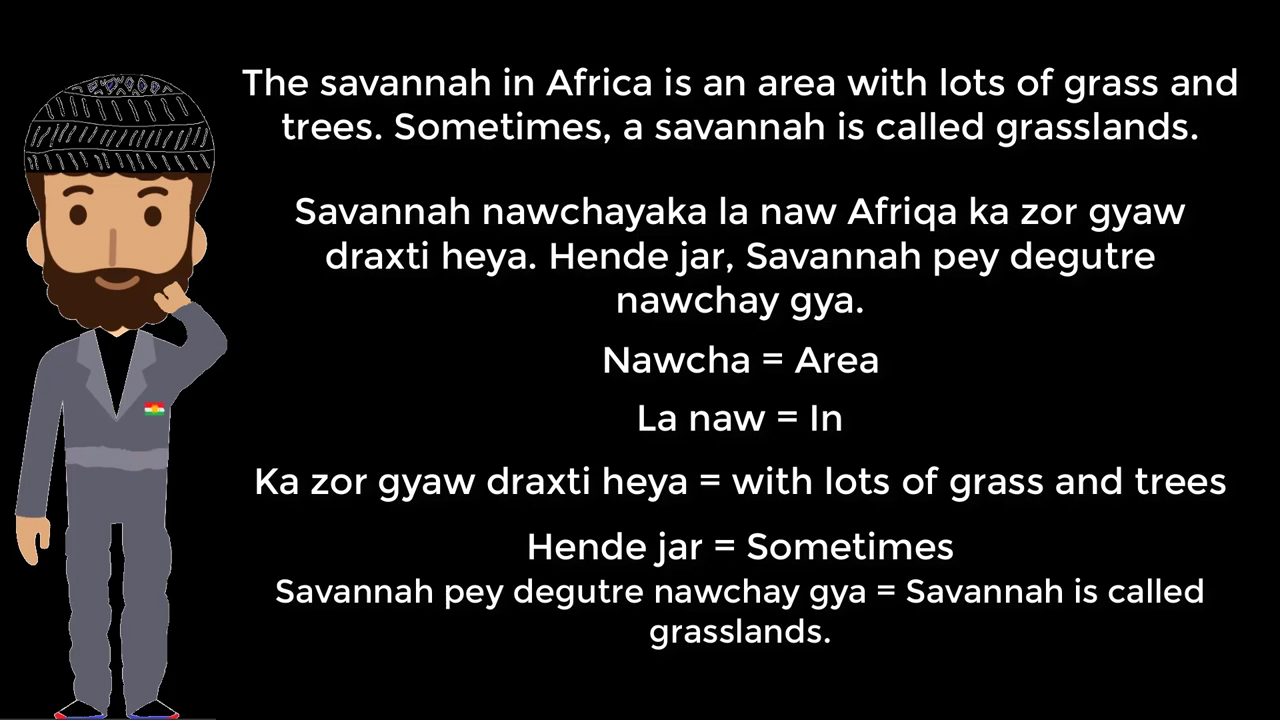 The savannah in Africa is an area with lots of grass and
trees. Sometimes, a savannah is called grasslands.
Savannah nawchayaka la naw Afriqa ka zor gyaw
draxti heya. Hende jar, Savannah pey degutre
nawchay gya.
Nawcha = Area
La naw = In
Ka zor gyaw draxti heya = with lots of grass and trees
Hende jar = Sometimes
Savannah pey degutre nawchay gya = Savannah is called
grasslands.